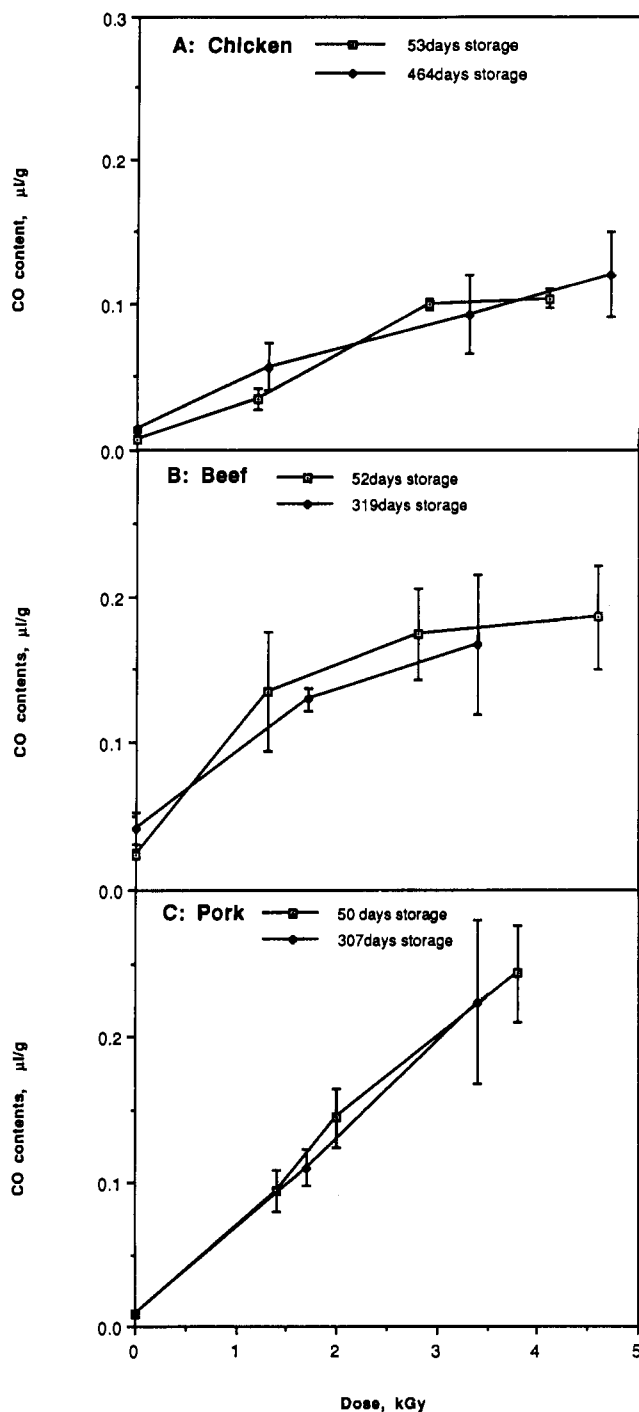 0.3
A: Chicken
53days storage
464days storage
0.2
CO content, µl/g
0.1
0.0
B: Beef
52days storage
319days storage
0.2
CO contents, µl/g
0.1
0.0
C: Pork
50 days storage
307days storage
0.2
CO contents, µl/g
0.1
0.0
0 1 2 3 4 5
Dose, kGy